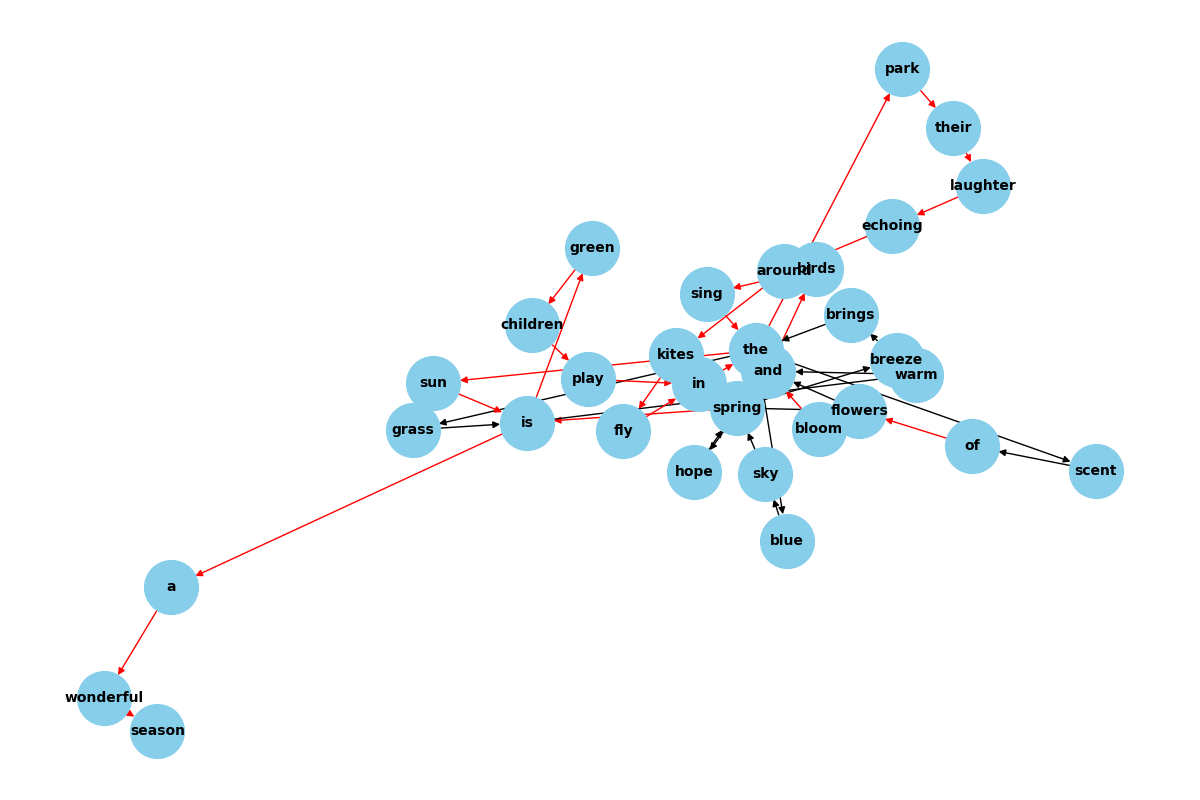 park
their
laughter
echoing
green
around
birds
sing
brings
children
the
kites
breeze
and
warm
sun
play
in
spring
flowers
grass
is
fly
bloom
of
hope
sky
scent
blue
a
wonderful
season